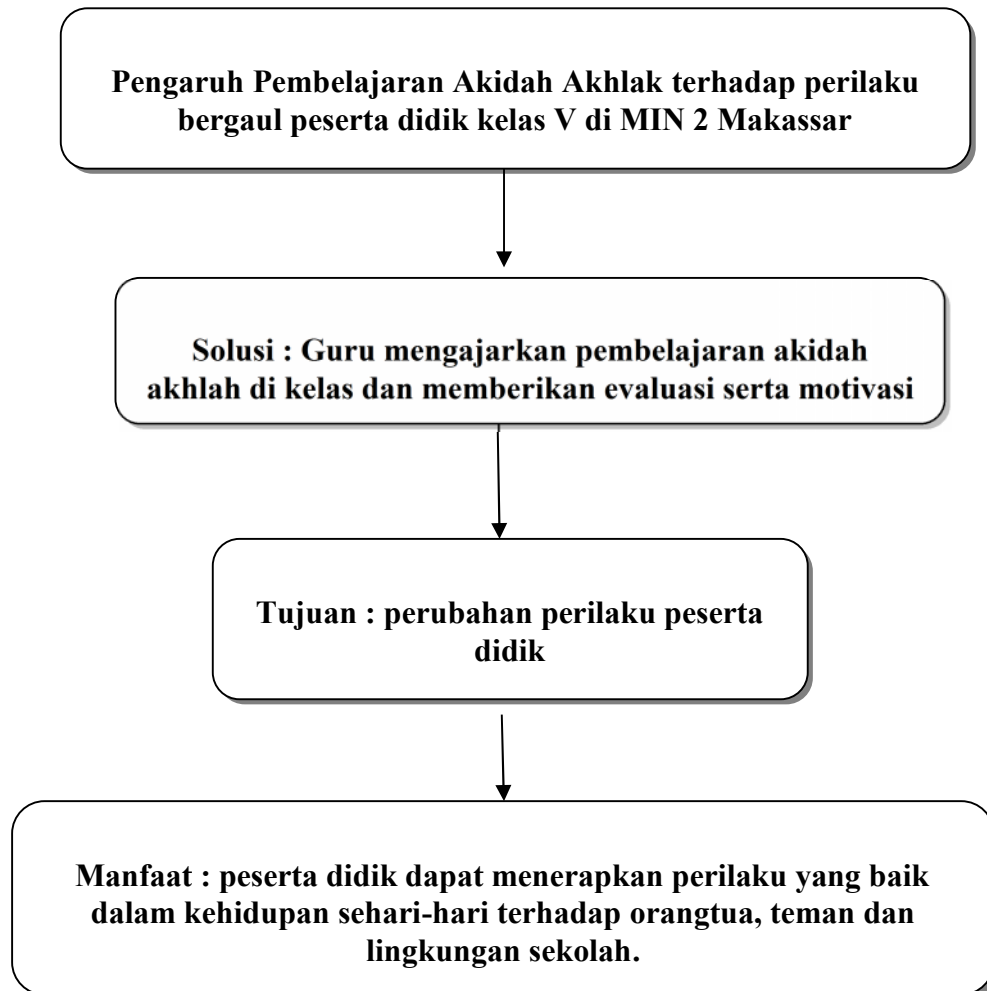 Pengaruh Pembelajaran Akidah Akhlak terhadap perilaku
bergaul peserta didik kelas V di MIN 2 Makassar
Solusi : Guru mengajarkan pembelajaran akidah
akhlah di kelas dan memberikan evaluasi serta motivasi
Tujuan : perubahan perilaku peserta
didik
Manfaat : peserta didik dapat menerapkan perilaku yang baik
dalam kehidupan sehari-hari terhadap orangtua, teman dan
lingkungan sekolah.